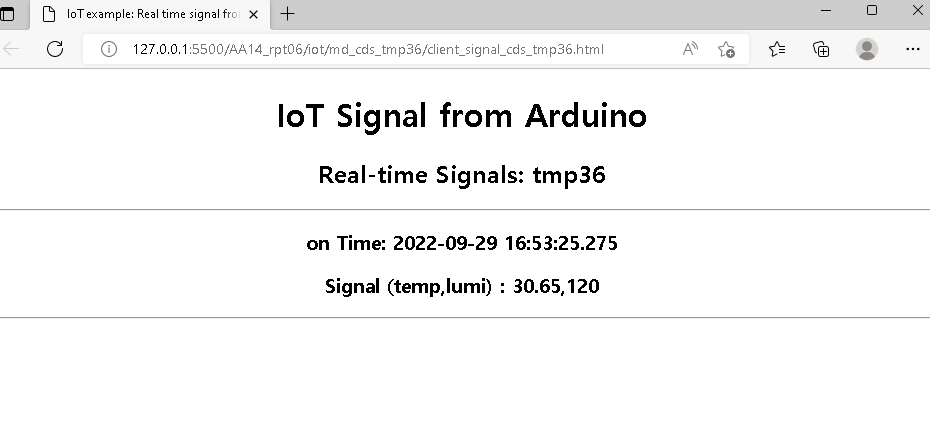 IoT example: Real time signal fro
127.0.0.1:5500/AA14_rpt06/iot/md_cds_tmp36/client_signal_cds_tmp36.html
IoT Signal from Arduino
Real-time Signals: tmp36
on Time: 2022-09-29 16:53:25.275
Signal (temp,lumi) : 30.65,120